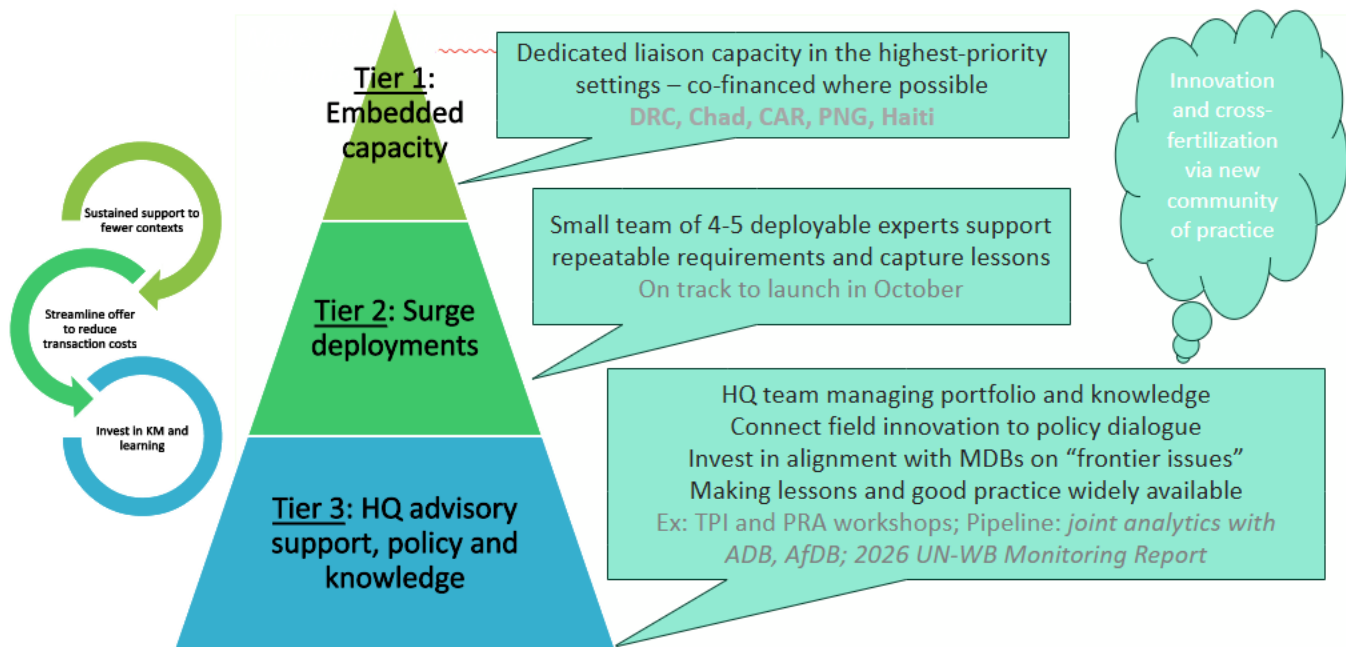 Sustained support to
fewer contexts
Streamline offer
to reduce
transaction costs
Invest in KM and
learning
Tier 1:
Embedded
capacity
Tier 2: Surge
deployments
Tier 3: HQ advisory
support, policy and
knowledge
Dedicated liaison capacity in the highest-priority
settings – co-financed where possible
DRC, Chad, CAR, PNG, Haiti
Small team of 4-5 deployable experts support
repeatable requirements and capture lessons
On track to launch in October
HQ team managing portfolio and knowledge
Connect field innovation to policy dialogue
Invest in alignment with MDBs on “frontier issues”
Making lessons and good practice widely available
Ex: TPI and PRA workshops; Pipeline: joint analytics with
ADB, AfDB; 2026 UN-WB Monitoring Report
Innovation
and cross-
fertilization
via new
community
of practice